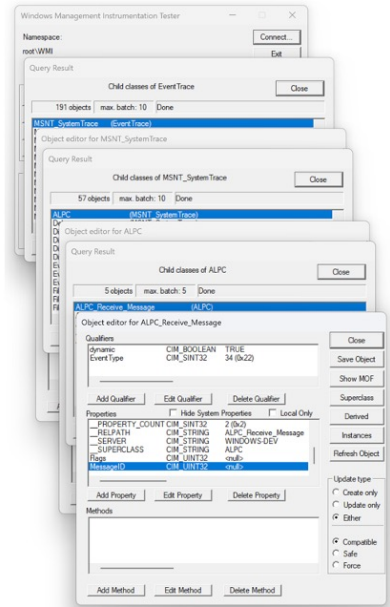 Windows Management Instrumentation Tester
Namespace:
root\WMI
Connect...
Exit
Query Result
Child classes of EventTrace
Close
191 objects max. batch: 10 Done
MSNT_SystemTrace (EventTrace)
Object editor for MSNT_SystemTrace
Query Result
Child classes of MSNT_SystemTrace
Close
57 objects max. batch: 10 Done
ALPC (MSNT_SystemTrace)
Object editor for ALPC
Query Result
Child classes of ALPC
Close
5 objects max. batch: 5 Done
ALPC_Receive_Message (ALPC)
Object editor for ALPC_Receive_Message
Qualifiers
dynamic CIM_BOOLEAN TRUE
EventType CIM_SINT32 34 (0x22)
Add Qualifier Edit Qualifier Delete Qualifier
Properties Hide System Properties Local Only
__PROPERTY_COUNT CIM_SINT32 2 (0x2)
__RELPATH CIM_STRING ALPC_Receive_Message
__SERVER CIM_STRING WINDOWS-DEV
__SUPERCLASS CIM_STRING ALPC
Flags CIM_UINT32 <null>
MessageID CIM_UINT32 <null>
Add Property Edit Property Delete Property
Methods
Add Method Edit Method Delete Method
Close
Save Object
Show MOF
Superclass
Derived
Instances
Refresh Object
Update type
Create only
Update only
Either
Compatible
Safe
Force